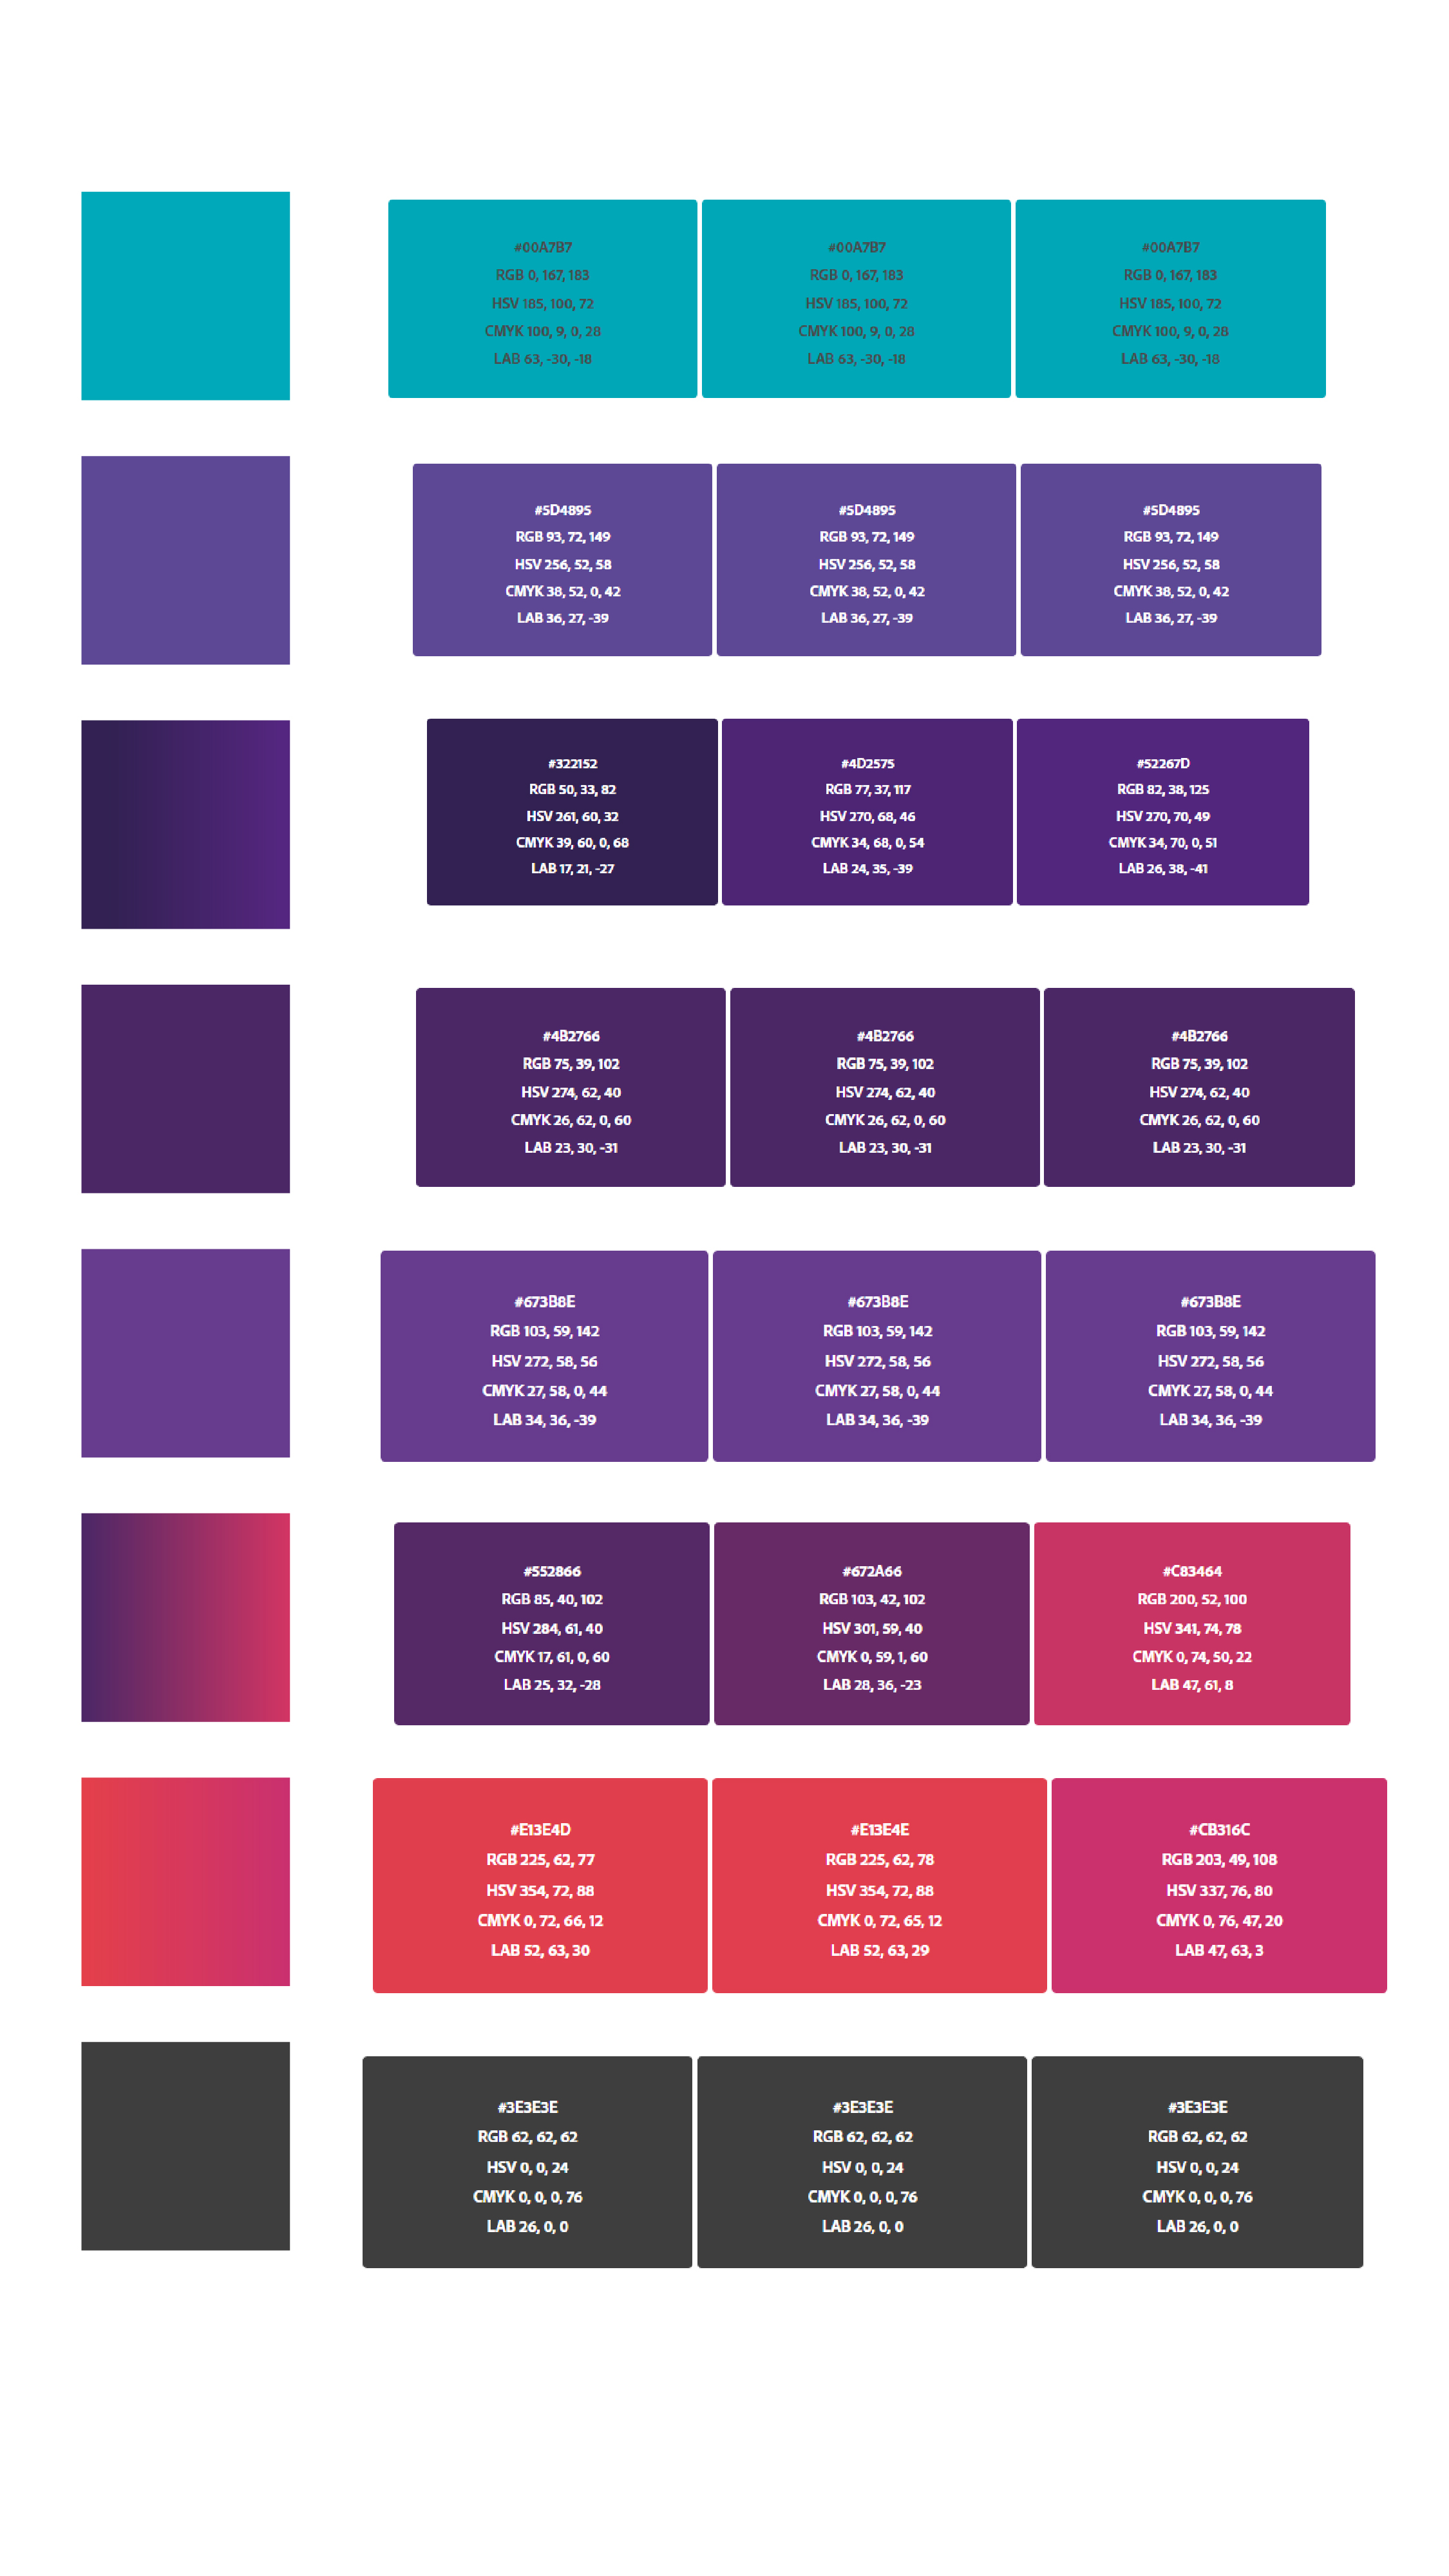 #00A7B7
RGB 0, 167, 183
HSV 185, 100, 72
CMYK 100, 9, 0, 28
LAB 63, -30, -18
#00A7B7
RGB 0, 167, 183
HSV 185, 100, 72
CMYK 100, 9, 0, 28
LAB 63, -30, -18
#00A7B7
RGB 0, 167, 183
HSV 185, 100, 72
CMYK 100, 9, 0, 28
LAB 63, -30, -18
#5D4895
RGB 93, 72, 149
HSV 256, 52, 58
CMYK 38, 52, 0, 42
LAB 36, 27, -39
#5D4895
RGB 93, 72, 149
HSV 256, 52, 58
CMYK 38, 52, 0, 42
LAB 36, 27, -39
#5D4895
RGB 93, 72, 149
HSV 256, 52, 58
CMYK 38, 52, 0, 42
LAB 36, 27, -39
#322152
RGB 50, 33, 82
HSV 261, 60, 32
CMYK 39, 60, 0, 68
LAB 17, 21, -27
#4D2575
RGB 77, 37, 117
HSV 270, 68, 46
CMYK 34, 68, 0, 54
LAB 24, 35, -39
#52267D
RGB 82, 38, 125
HSV 270, 70, 49
CMYK 34, 70, 0, 51
LAB 26, 38, -41
#4B2766
RGB 75, 39, 102
HSV 274, 62, 40
CMYK 26, 62, 0, 60
LAB 23, 30, -31
#4B2766
RGB 75, 39, 102
HSV 274, 62, 40
CMYK 26, 62, 0, 60
LAB 23, 30, -31
#4B2766
RGB 75, 39, 102
HSV 274, 62, 40
CMYK 26, 62, 0, 60
LAB 23, 30, -31
#673B8E
RGB 103, 59, 142
HSV 272, 58, 56
CMYK 27, 58, 0, 44
LAB 34, 36, -39
#673B8E
RGB 103, 59, 142
HSV 272, 58, 56
CMYK 27, 58, 0, 44
LAB 34, 36, -39
#673B8E
RGB 103, 59, 142
HSV 272, 58, 56
CMYK 27, 58, 0, 44
LAB 34, 36, -39
#552866
RGB 85, 40, 102
HSV 284, 61, 40
CMYK 17, 61, 0, 60
LAB 25, 32, -28
#672A66
RGB 103, 42, 102
HSV 301, 59, 40
CMYK 0, 59, 1, 60
LAB 28, 36, -23
#C83464
RGB 200, 52, 100
HSV 341, 74, 78
CMYK 0, 74, 50, 22
LAB 47, 61, 8
#E13E4D
RGB 225, 62, 77
HSV 354, 72, 88
CMYK 0, 72, 66, 12
LAB 52, 63, 30
#E13E4E
RGB 225, 62, 78
HSV 354, 72, 88
CMYK 0, 72, 65, 12
LAB 52, 63, 29
#CB316C
RGB 203, 49, 108
HSV 337, 76, 80
CMYK 0, 76, 47, 20
LAB 47, 63, 3
#3E3E3E
RGB 62, 62, 62
HSV 0, 0, 24
CMYK 0, 0, 0, 76
LAB 26, 0, 0
#3E3E3E
RGB 62, 62, 62
HSV 0, 0, 24
CMYK 0, 0, 0, 76
LAB 26, 0, 0
#3E3E3E
RGB 62, 62, 62
HSV 0, 0, 24
CMYK 0, 0, 0, 76
LAB 26, 0, 0